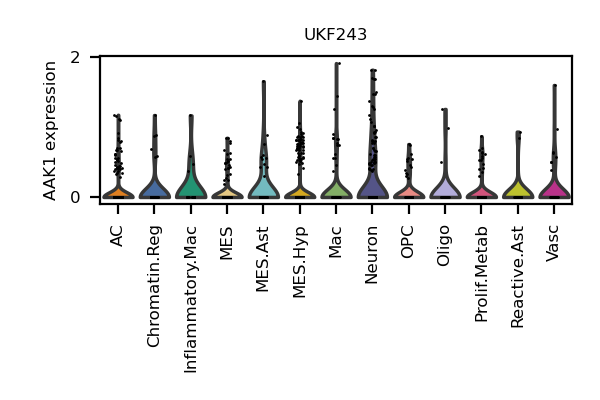 UKF243
AAK1 expression
2
0
AC
Chromatin.Reg
Inflammatory.Mac
MES
MES.Ast
MES.Hyp
Mac
Neuron
OPC
Oligo
Prolif.Metab
Reactive.Ast
Vasc